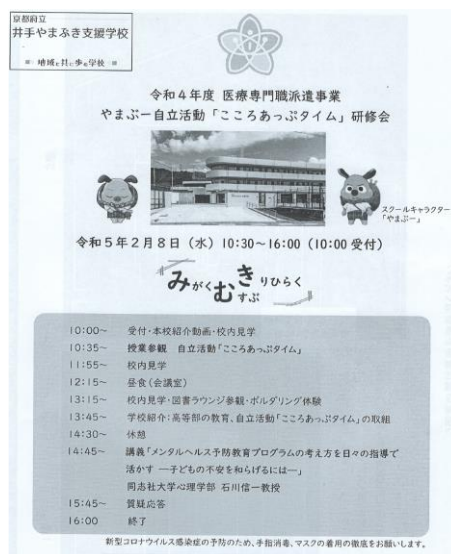 京都府立
井手やまぶき支援学校
地域と共に歩む学校
令和4年度 医療専門職派遣事業
やまぶー自立活動「こころあっぷタイム」研修会
スクールキャラクター
「やまぶー」
令和5年2月8日(水)10:30~16:00(10:00受付)
みがく むすぶ きりひらく
10:00~ 受付・本校紹介動画・校内見学
10:35~ 授業参観 自立活動「こころあっぷタイム」
11:55~ 校内見学
12:15~ 昼食(会議室)
13:15~ 校内見学・図書ラウンジ参観・ボルダリング体験
13:45~ 学校紹介:高等部の教育、自立活動「こころあっぷタイム」の取組
14:30~ 休憩
14:45~ 講義「メンタルヘルス予防教育プログラムの考え方を日々の指導で
活かす ―子どもの不安を和らげるには―」
同志社大学心理学部 石川信一教授
15:45~ 質疑応答
16:00 終了
新型コロナウイルス感染症の予防のため、手指消毒、マスクの着用の徹底をお願いします。